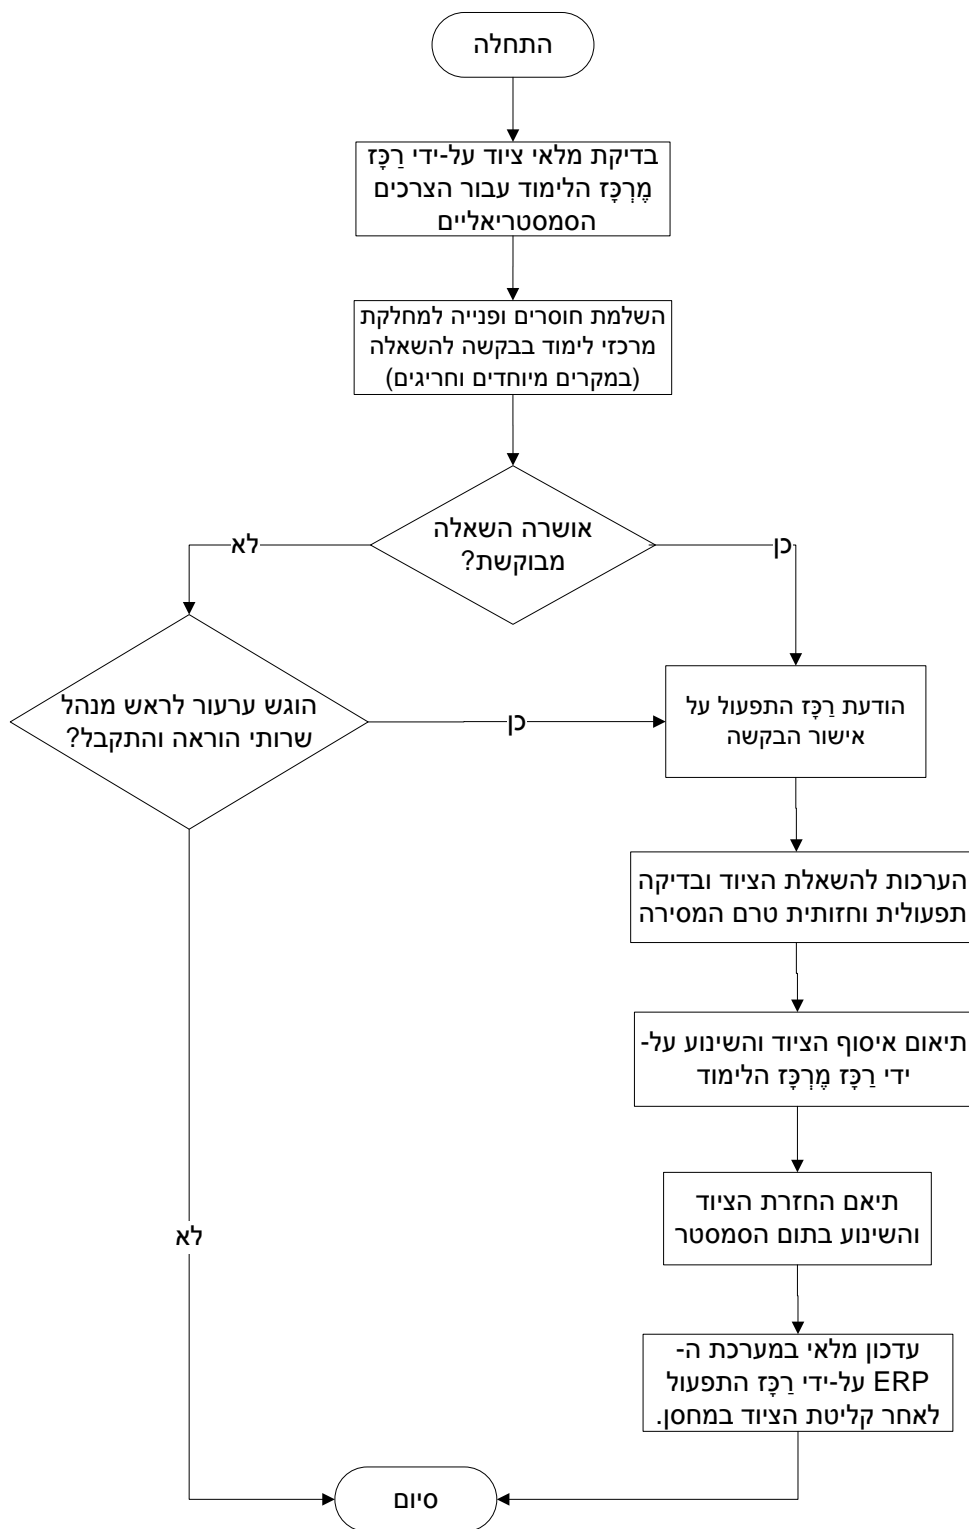 התחלה
בדיקת מלאי ציוד על-ידי רַכָּז
מֶרְכָּז הלימוד עבור הצרכים
הסמסטריאליים
השלמת חוסרים ופנייה למחלקת
מרכזי לימוד בבקשה להשאלה
(במקרים מיוחדים וחריגים)
אושרה השאלה
מבוקשת?
כן
לא
הוגש ערעור לראש מנהל
שרותי הוראה והתקבל?
כן
הודעת רַכָּז התפעול על
אישור הבקשה
הערכות להשאלת הציוד ובדיקה
תפעולית וחזותית טרם המסירה
תיאום איסוף הציוד והשינוע על-
ידי רַכָּז מֶרְכָּז הלימוד
תיאם החזרת הציוד
והשינוע בתום הסמסטר
לא
עדכון מלאי במערכת ה-
ERP על-ידי רַכָּז התפעול
לאחר קליטת הציוד במחסן.
סיום